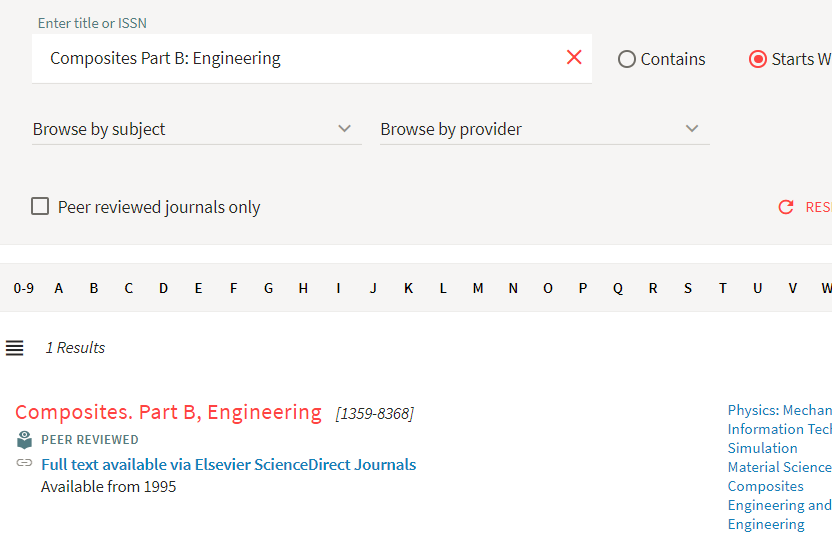 Enter title or ISSN
Composites Part B: Engineering
Contains
Starts W
Browse by subject
Browse by provider
Peer reviewed journals only
RESE
0-9 A B C D E F G H I J K L M N O P Q R S T U V W
1 Results
Composites. Part B, Engineering [1359-8368]
PEER REVIEWED
Full text available via Elsevier ScienceDirect Journals
Available from 1995
Physics: Mechan
Information Tech
Simulation
Material Science
Composites
Engineering and
Engineering